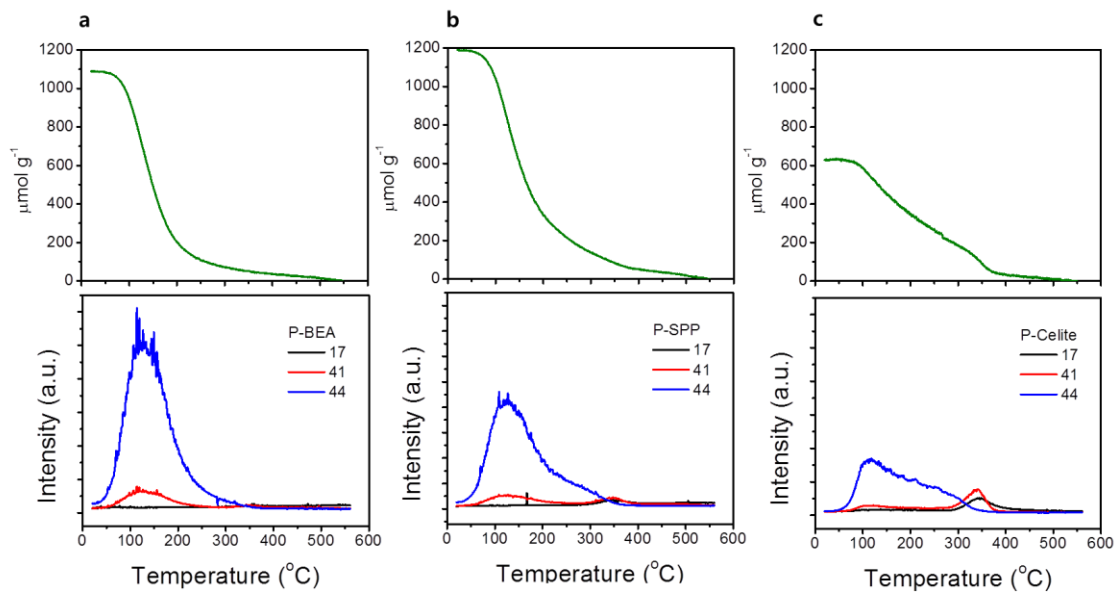 a
b
c
1200
1000
800
600
400
200
0
μmol g⁻¹
1200
1000
800
600
400
200
0
μmol g⁻¹
1200
1000
800
600
400
200
0
μmol g⁻¹
P-BEA
17
41
44
Intensity (a.u.)
0 100 200 300 400 500 600
Temperature (°C)
P-SPP
17
41
44
Intensity (a.u.)
0 100 200 300 400 500 600
Temperature (°C)
P-Celite
17
41
44
Intensity (a.u.)
0 100 200 300 400 500 600
Temperature (°C)